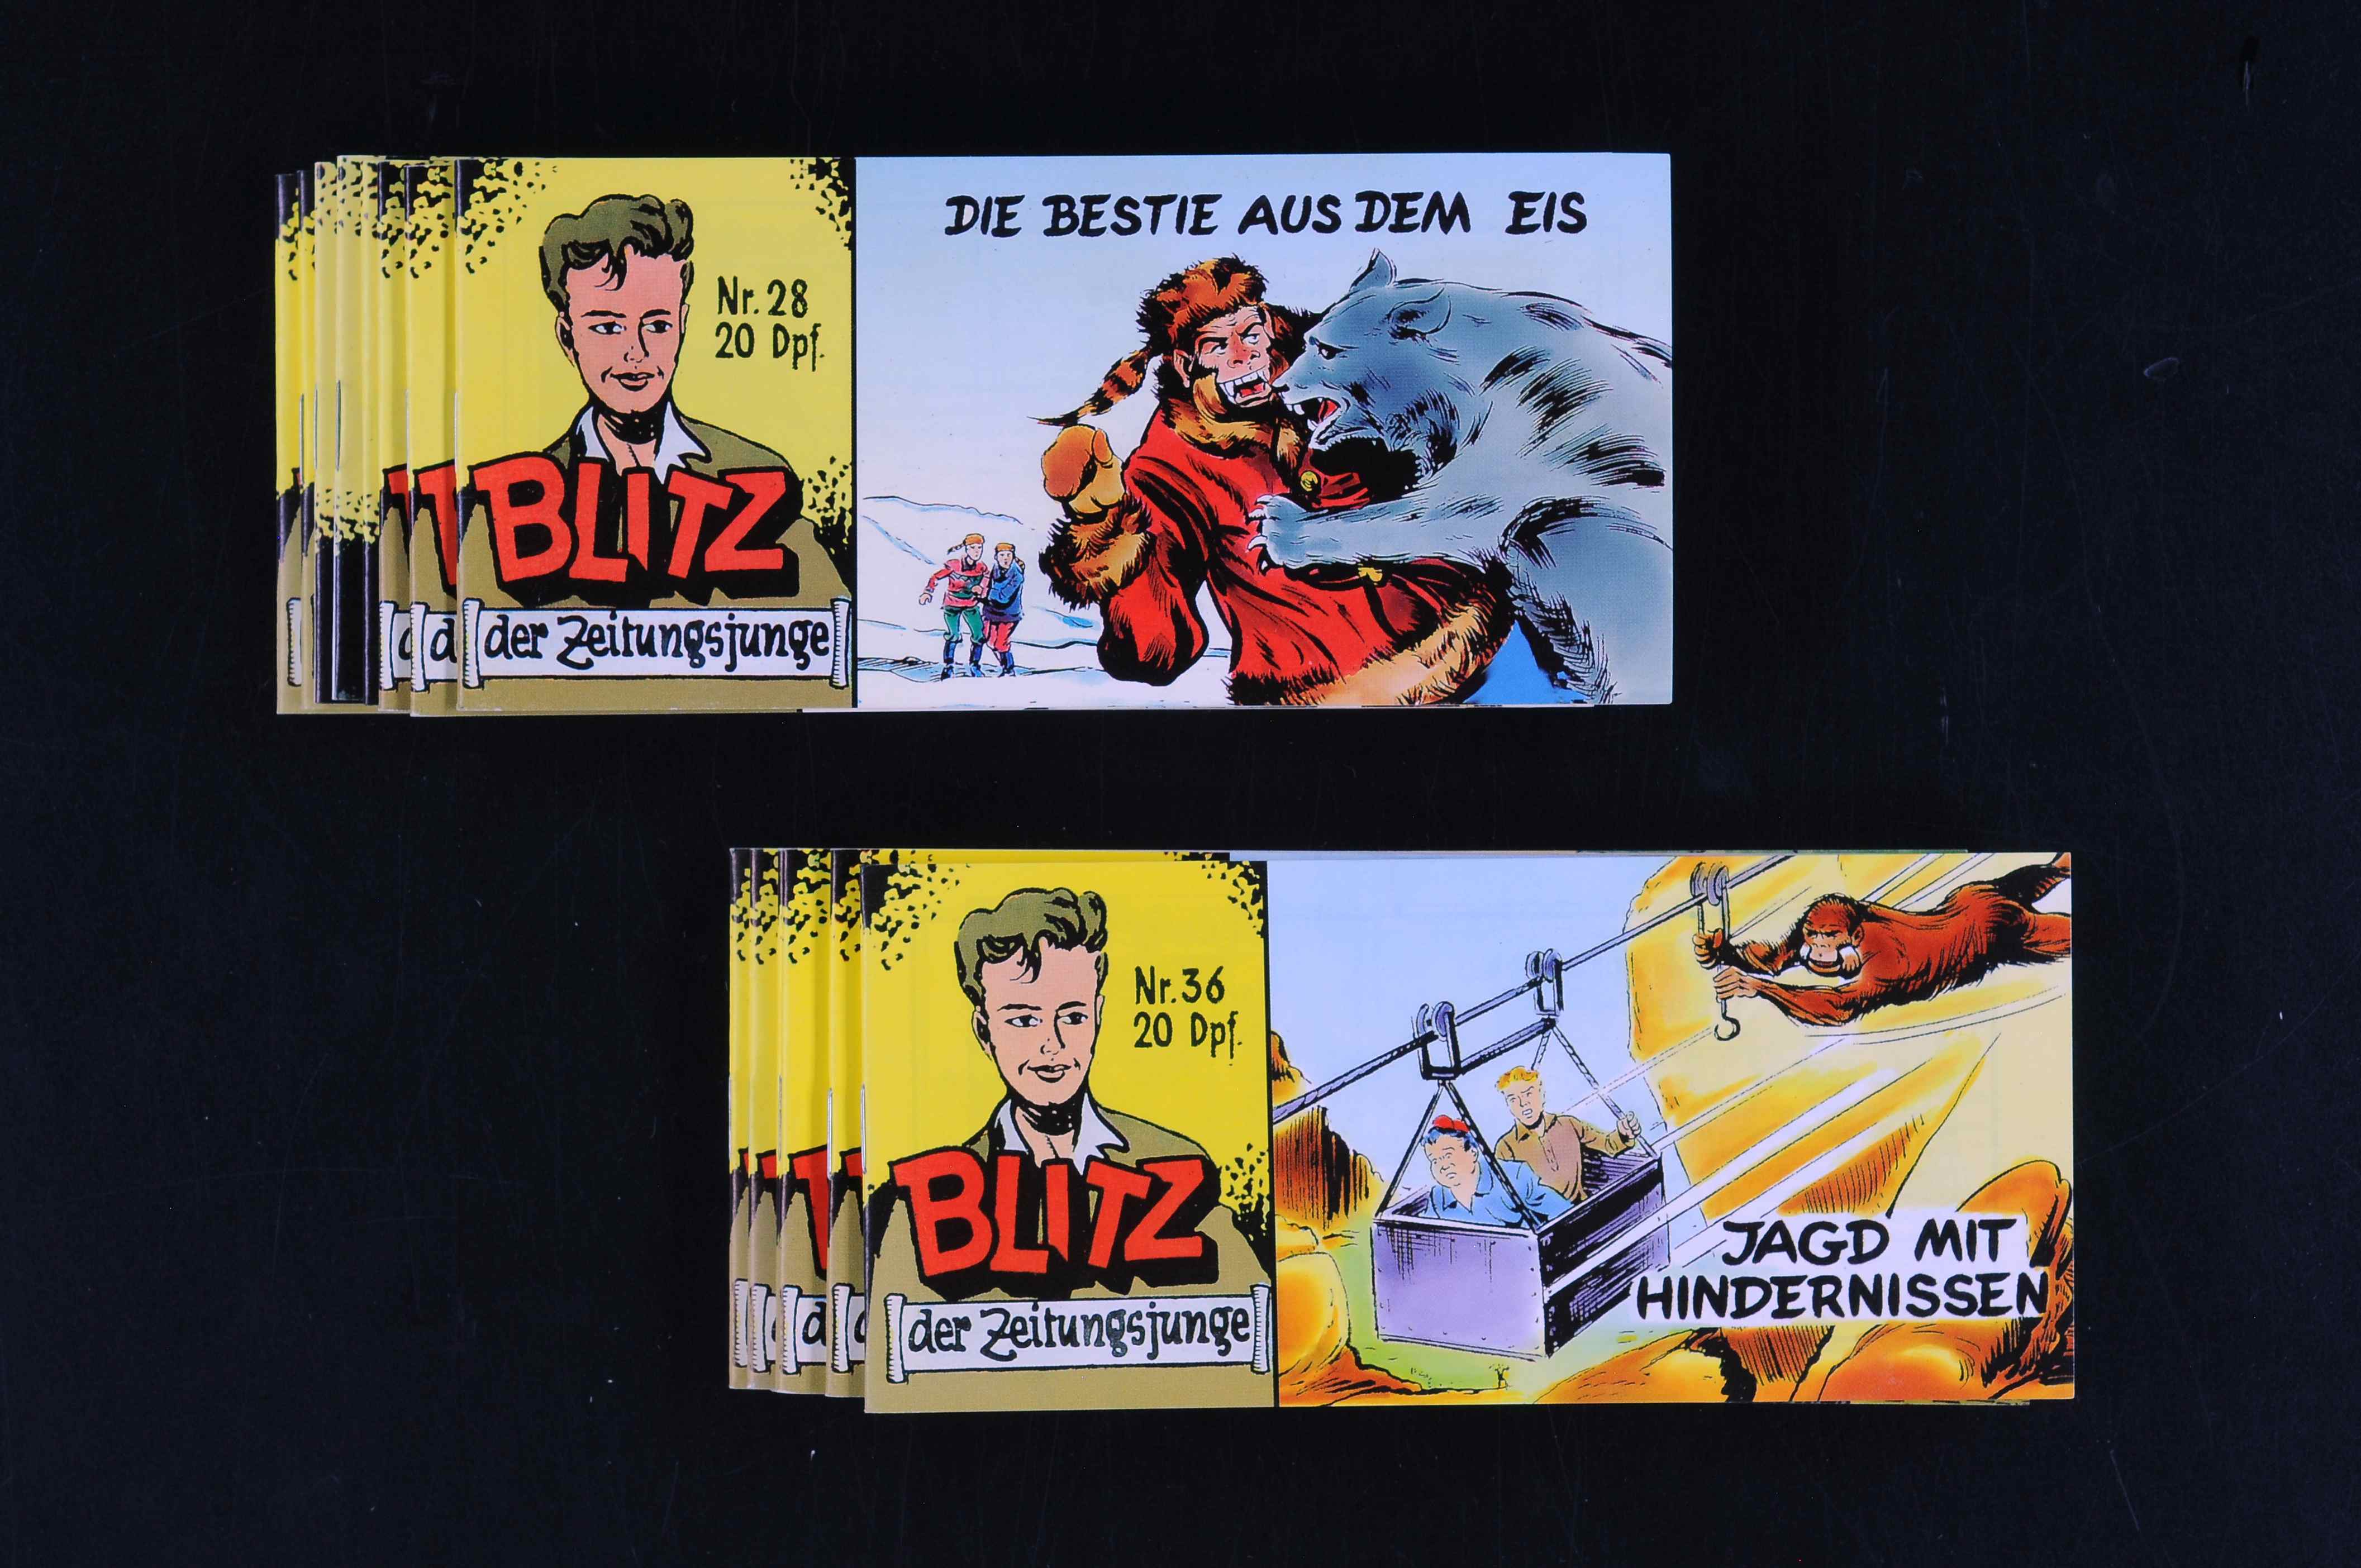 DIE BESTIE AUS DEM EIS
Nr. 28
20 Dpf.
BLITZ
der Zeitungsjunge
Nr. 36
20 Dpf.
BLITZ
der Zeitungsjunge
JAGD MIT
HINDERNISSEN